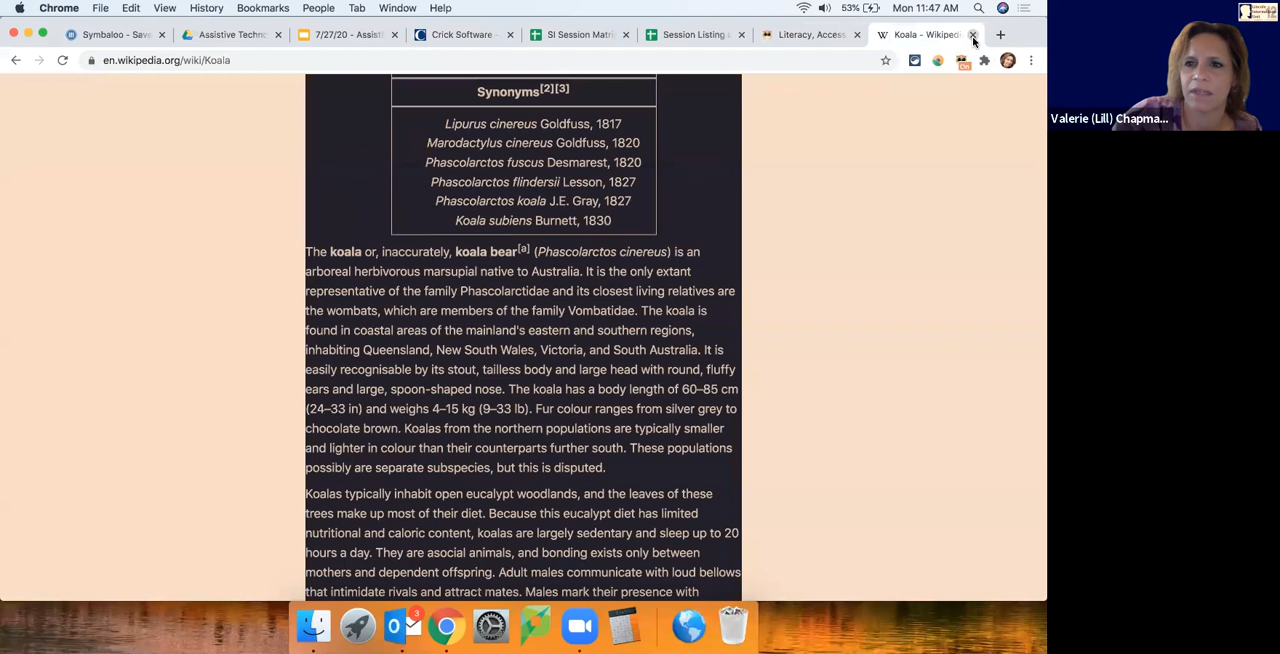 Chrome File Edit View History Bookmarks People Tab Window Help 53% Mon 11:47 AM
Symbaloo - Save Assistive Techn 7/27/20 - Assist Crick Software - SI Session Matri Session Listing Literacy, Access Koala - Wikiped
en.wikipedia.org/wiki/Koala
On
Valerie (Lill) Chapma...
Synonyms[2][3]
Lipurus cinereus Goldfuss, 1817
Marodactylus cinereus Goldfuss, 1820
Phascolarctos fuscus Desmarest, 1820
Phascolarctos flindersii Lesson, 1827
Phascolarctos koala J.E. Gray, 1827
Koala subiens Burnett, 1830
The koala or, inaccurately, koala bear[a] (Phascolarctos cinereus) is an
arboreal herbivorous marsupial native to Australia. It is the only extant
representative of the family Phascolarctidae and its closest living relatives are
the wombats, which are members of the family Vombatidae. The koala is
found in coastal areas of the mainland's eastern and southern regions,
inhabiting Queensland, New South Wales, Victoria, and South Australia. It is
easily recognisable by its stout, tailless body and large head with round, fluffy
ears and large, spoon-shaped nose. The koala has a body length of 60–85 cm
(24–33 in) and weighs 4–15 kg (9–33 lb). Fur colour ranges from silver grey to
chocolate brown. Koalas from the northern populations are typically smaller
and lighter in colour than their counterparts further south. These populations
possibly are separate subspecies, but this is disputed.
Koalas typically inhabit open eucalypt woodlands, and the leaves of these
trees make up most of their diet. Because this eucalypt diet has limited
nutritional and caloric content, koalas are largely sedentary and sleep up to 20
hours a day. They are asocial animals, and bonding exists only between
mothers and dependent offspring. Adult males communicate with loud bellows
that intimidate rivals and attract mates. Males mark their presence with
3